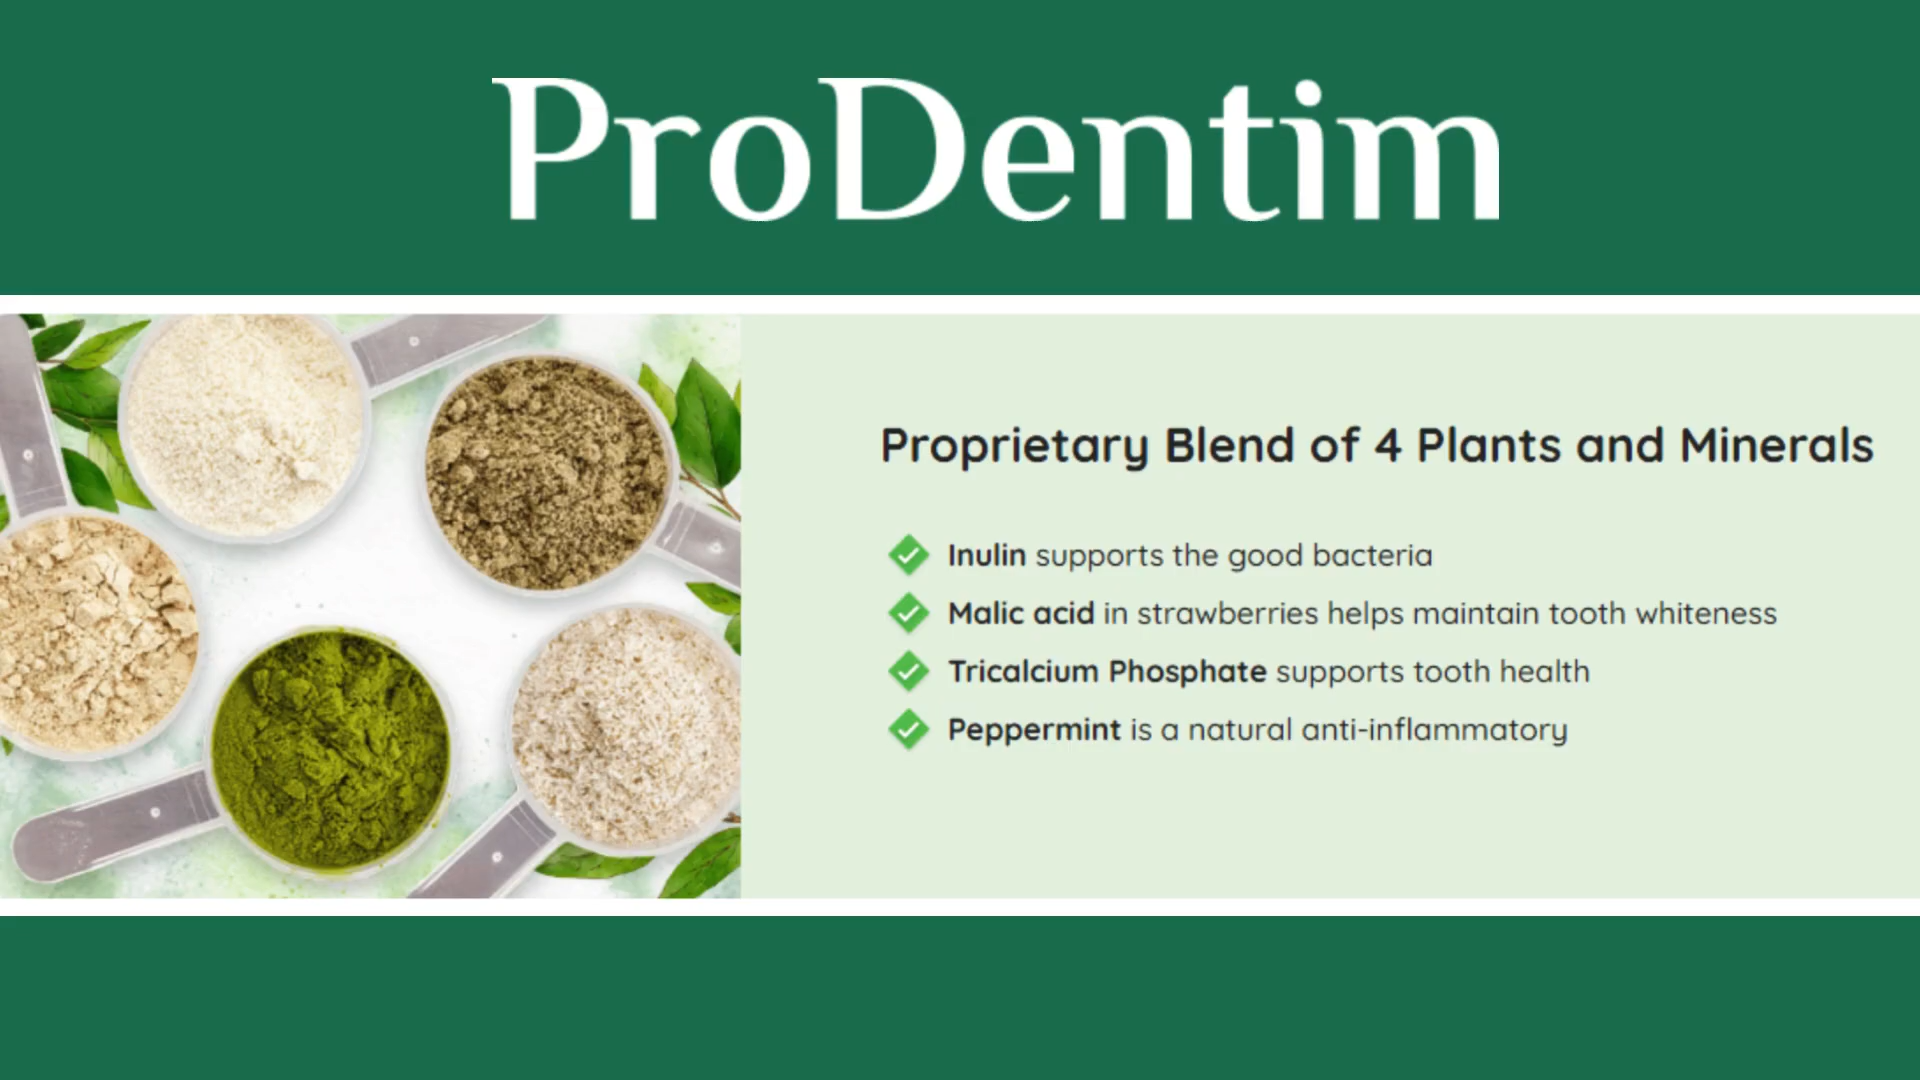 ProDentim
Proprietary Blend of 4 Plants and Minerals
Inulin supports the good bacteria
Malic acid in strawberries helps maintain tooth whiteness
Tricalcium Phosphate supports tooth health
Peppermint is a natural anti-inflammatory